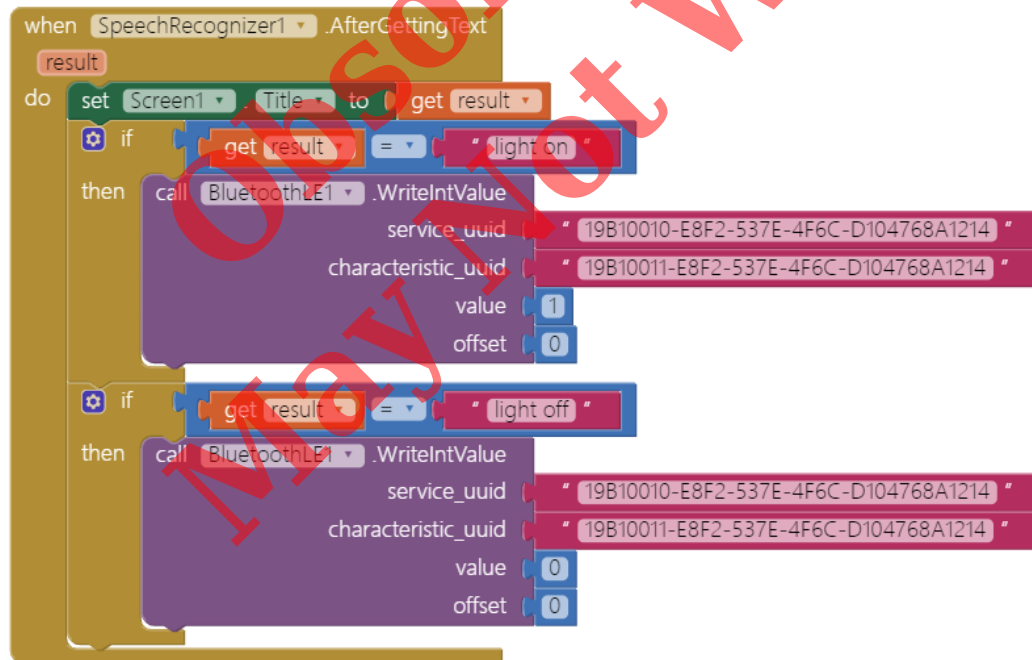 when SpeechRecognizer1 .AfterGettingText
result
do set Screen1 . Title to get result
if get result = " light on "
then call BluetoothLE1 .WriteIntValue
service_uuid " 19B10010-E8F2-537E-4F6C-D104768A1214 "
characteristic_uuid " 19B10011-E8F2-537E-4F6C-D104768A1214 "
value 1
offset 0
if get result = " light off "
then call BluetoothLE1 .WriteIntValue
service_uuid " 19B10010-E8F2-537E-4F6C-D104768A1214 "
characteristic_uuid " 19B10011-E8F2-537E-4F6C-D104768A1214 "
value 0
offset 0
May Not